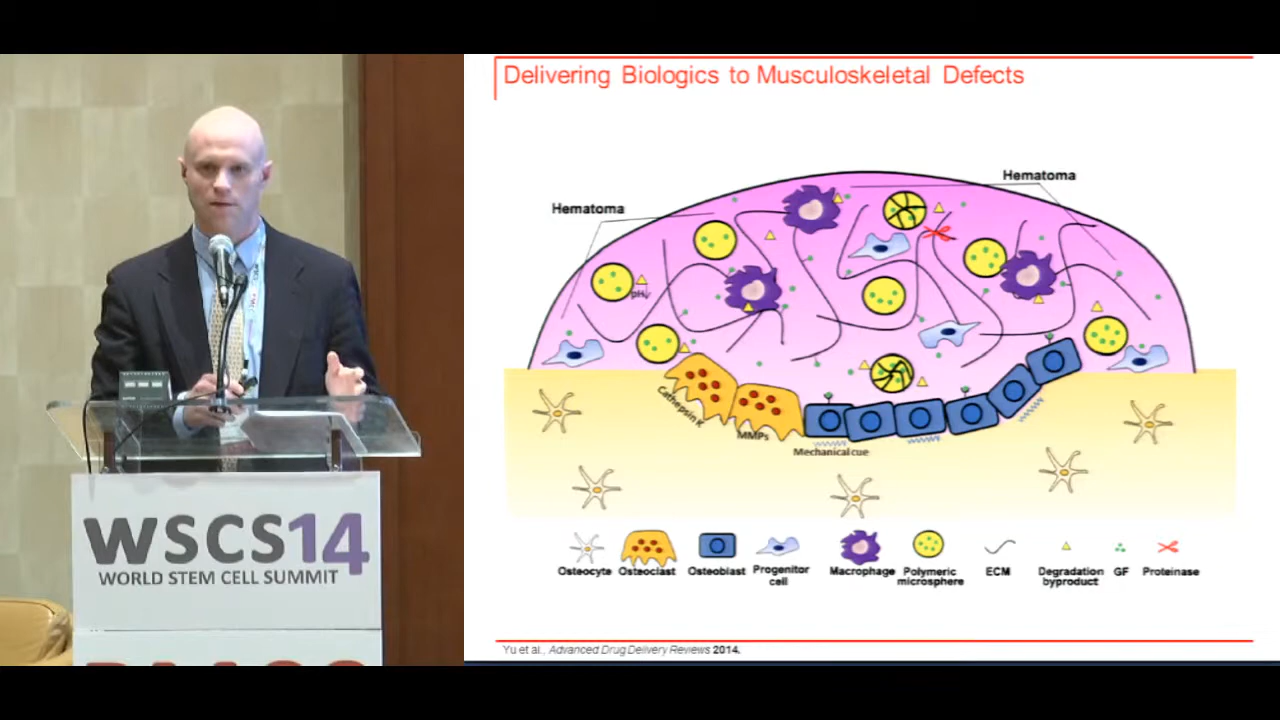 Delivering Biologics to Musculoskeletal Defects
Hematoma
Hematoma
pH
Cathepsin K
MMPs
Mechanical cue
Osteocyte
Osteoclast
Osteoblast
Progenitor
cell
Macrophage
Polymeric
microsphere
ECM
Degradation
byproduct
GF
Proteinase
Yu et al., Advanced Drug Delivery Reviews 2014.
WSCS14
WORLD STEM CELL SUMMIT